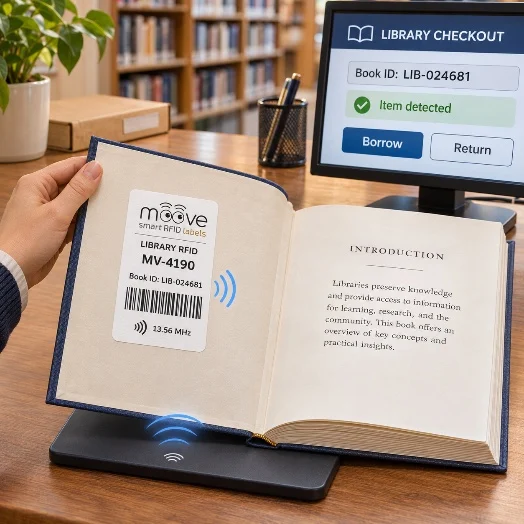 LIBRARY CHECKOUT
Book ID: LIB-024681
Item detected
Borrow
Return
moove
smart RFID labels
LIBRARY RFID
MV-4190
Book ID: LIB-024681
13.56 MHz
INTRODUCTION
Libraries preserve knowledge
and provide access to information
for learning, research, and the
community. This book offers an
overview of key concepts and
practical insights.